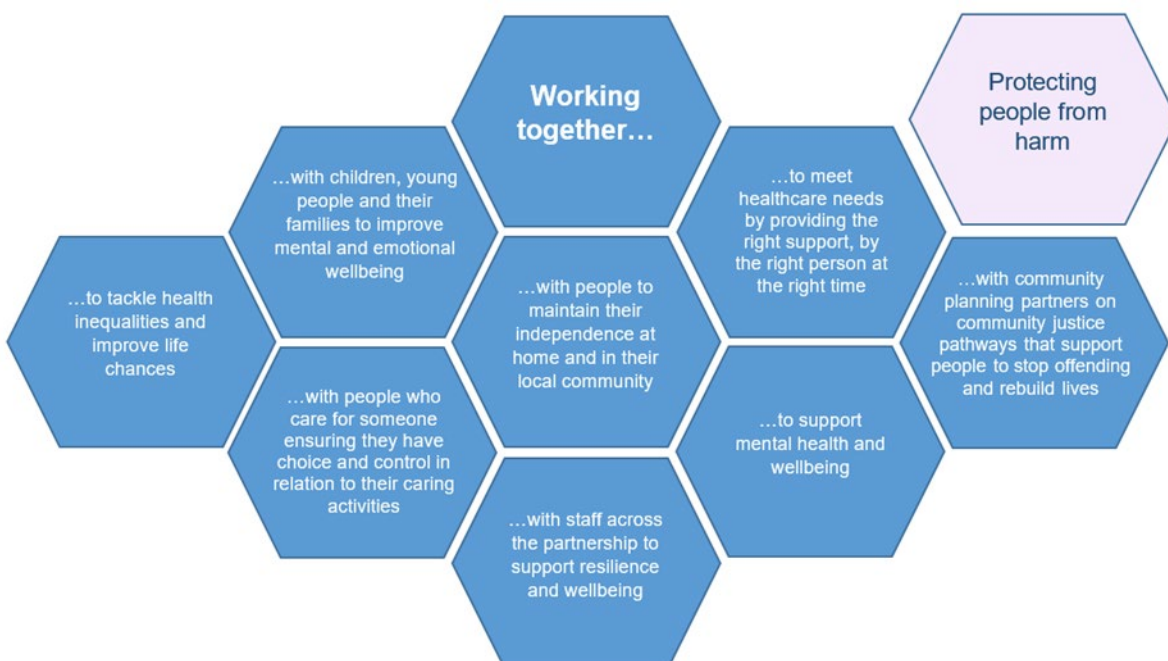 Working
together…
Protecting
people from
harm
…with children, young
people and their
families to improve
mental and emotional
wellbeing
…to meet
healthcare needs
by providing the
right support, by
the right person at
the right time
…to tackle health
inequalities and
improve life
chances
…with people to
maintain their
independence at
home and in their
local community
…with community
planning partners on
community justice
pathways that support
people to stop offending
and rebuild lives
…with people who
care for someone
ensuring they have
choice and control in
relation to their caring
activities
…to support
mental health and
wellbeing
…with staff across
the partnership to
support resilience
and wellbeing